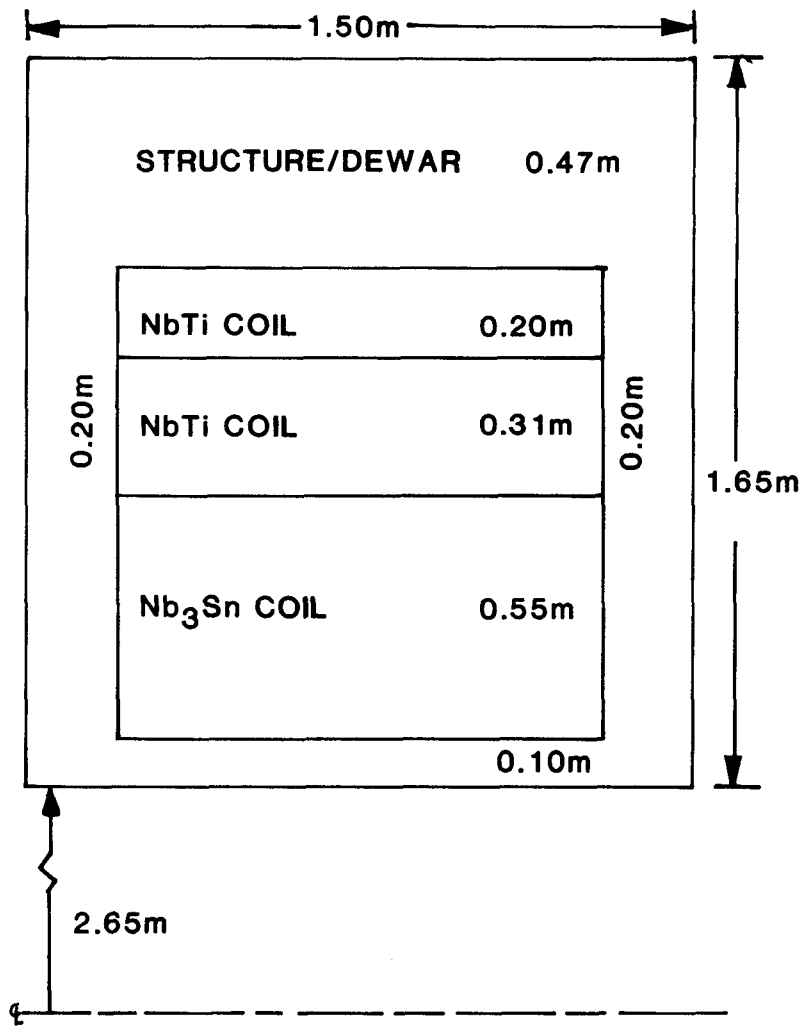 1.50m
STRUCTURE/DEWAR 0.47m
NbTi COIL 0.20m
0.20m
NbTi COIL 0.31m
0.20m
1.65m
Nb₃Sn COIL 0.55m
0.10m
2.65m
℄